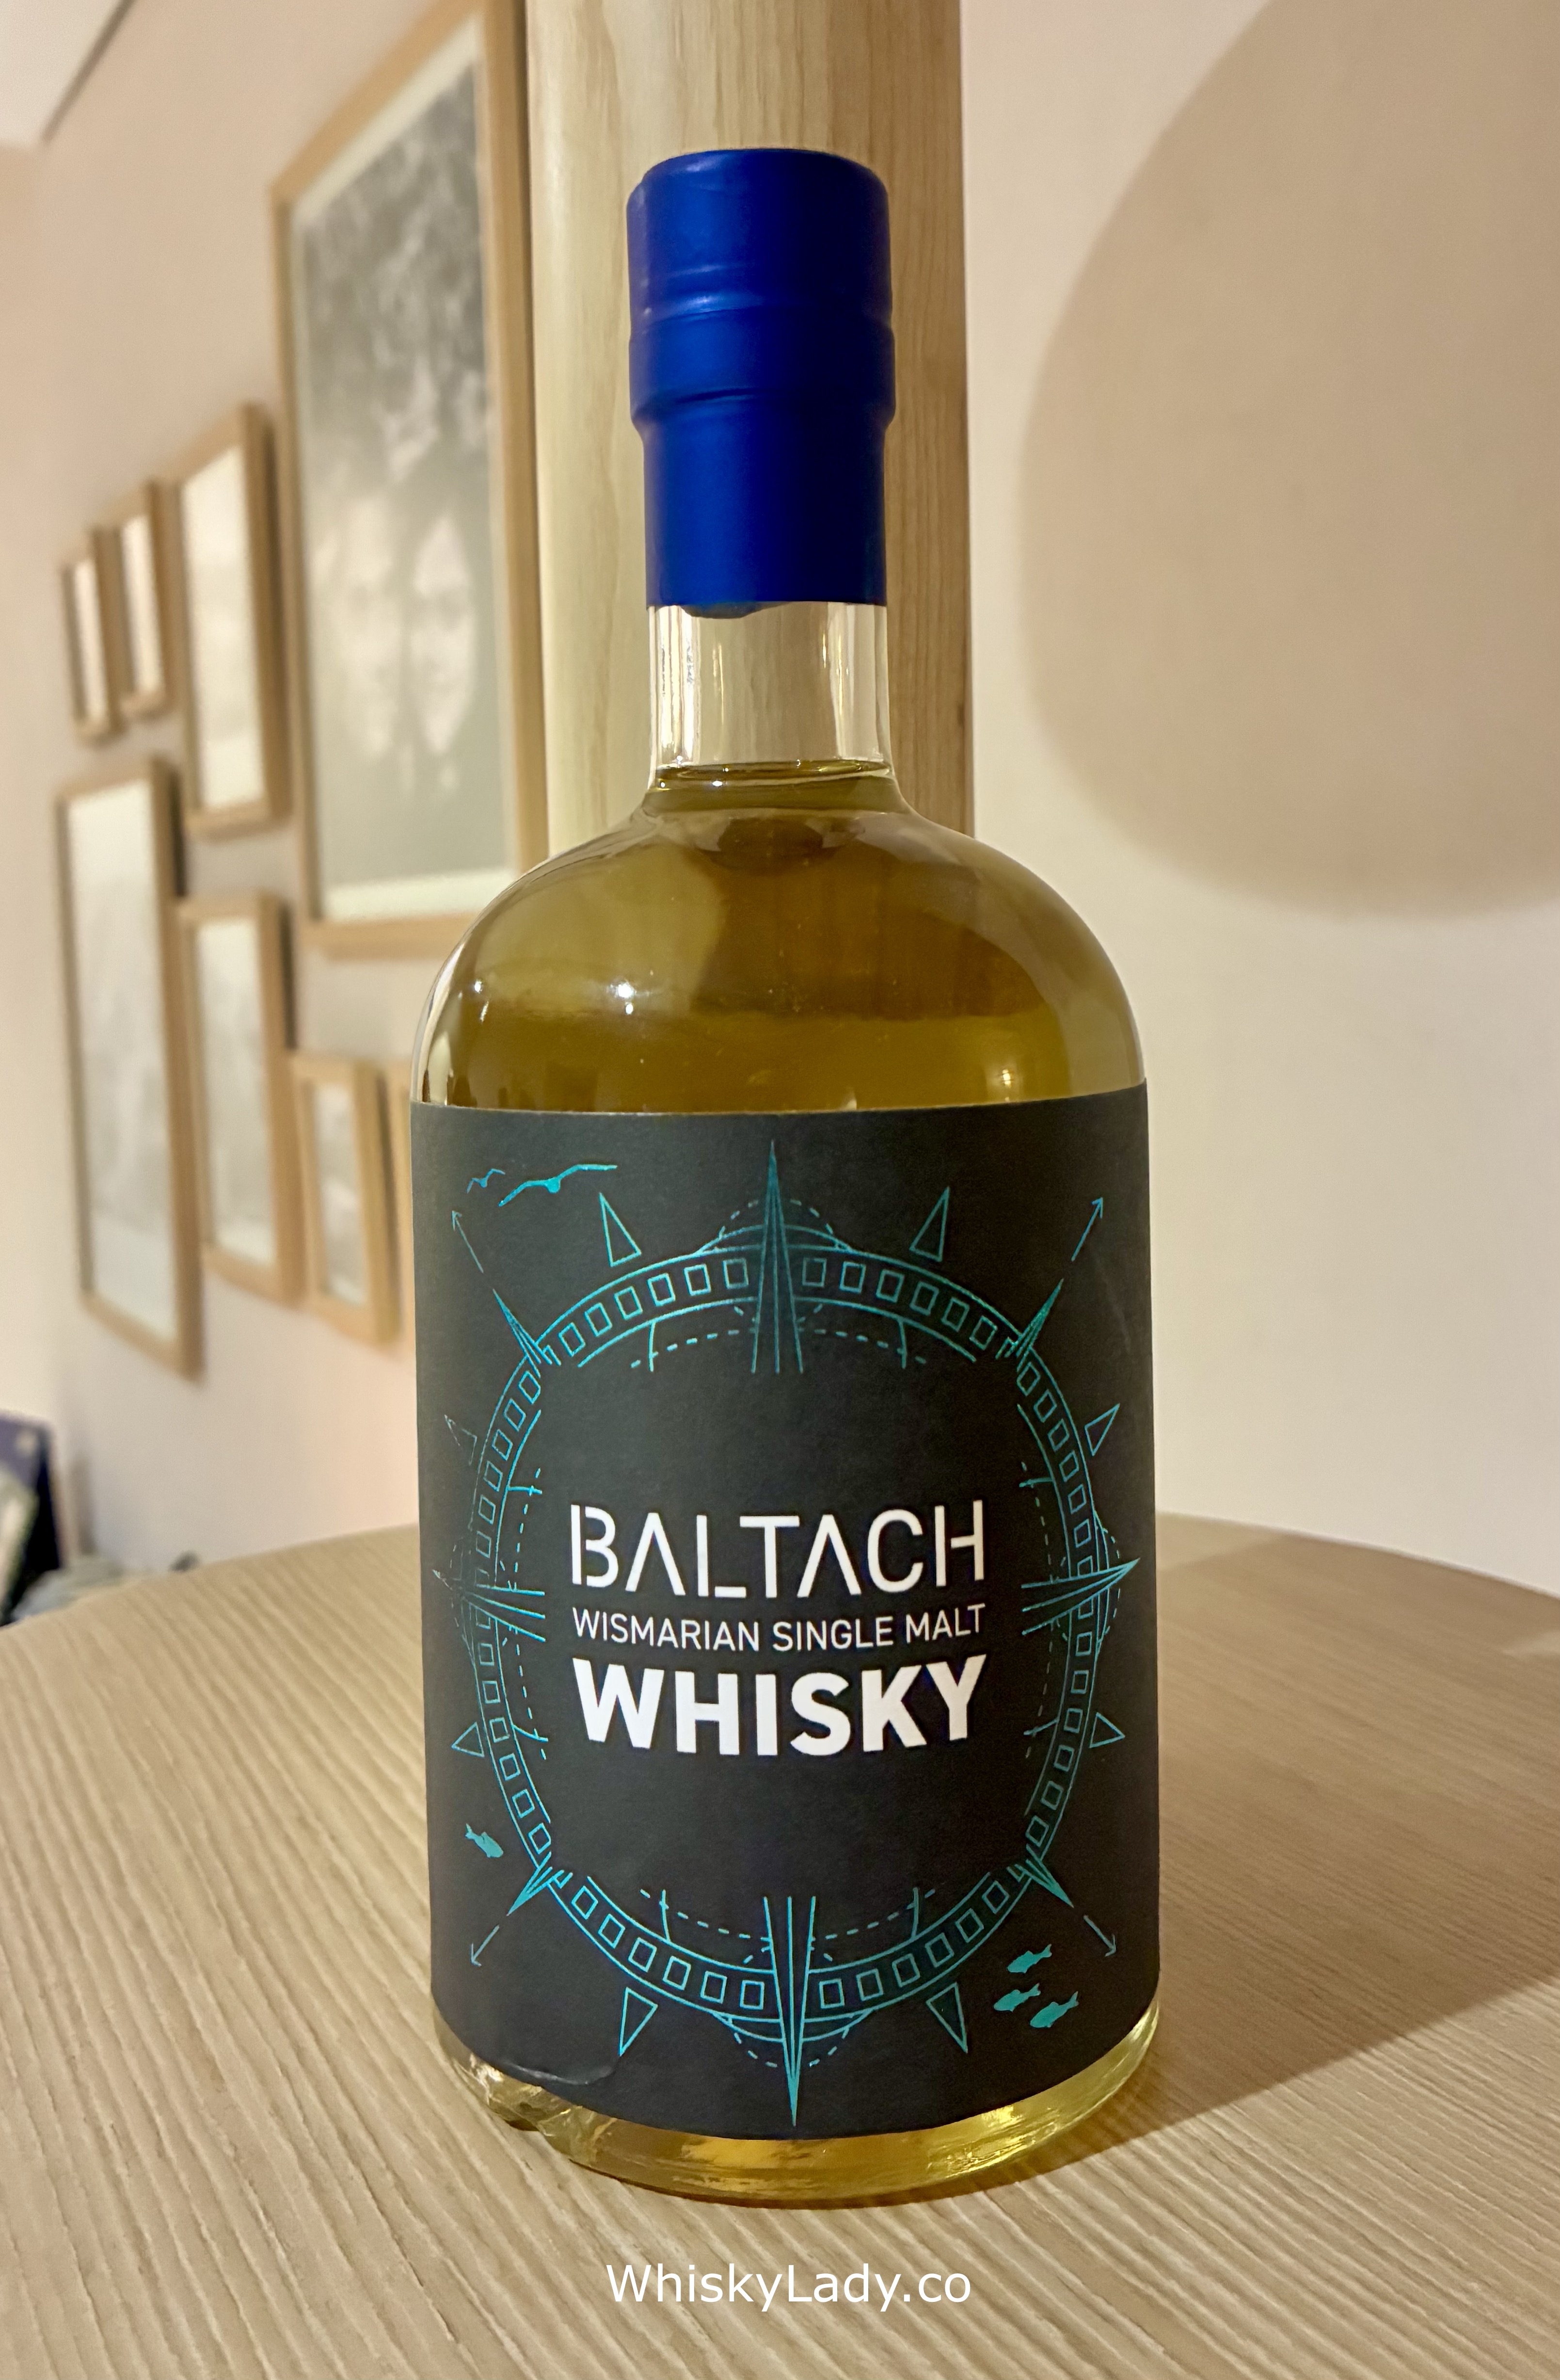 BALTACH
WISMARIAN SINGLE MALT
WHISKY
WhiskyLady.co